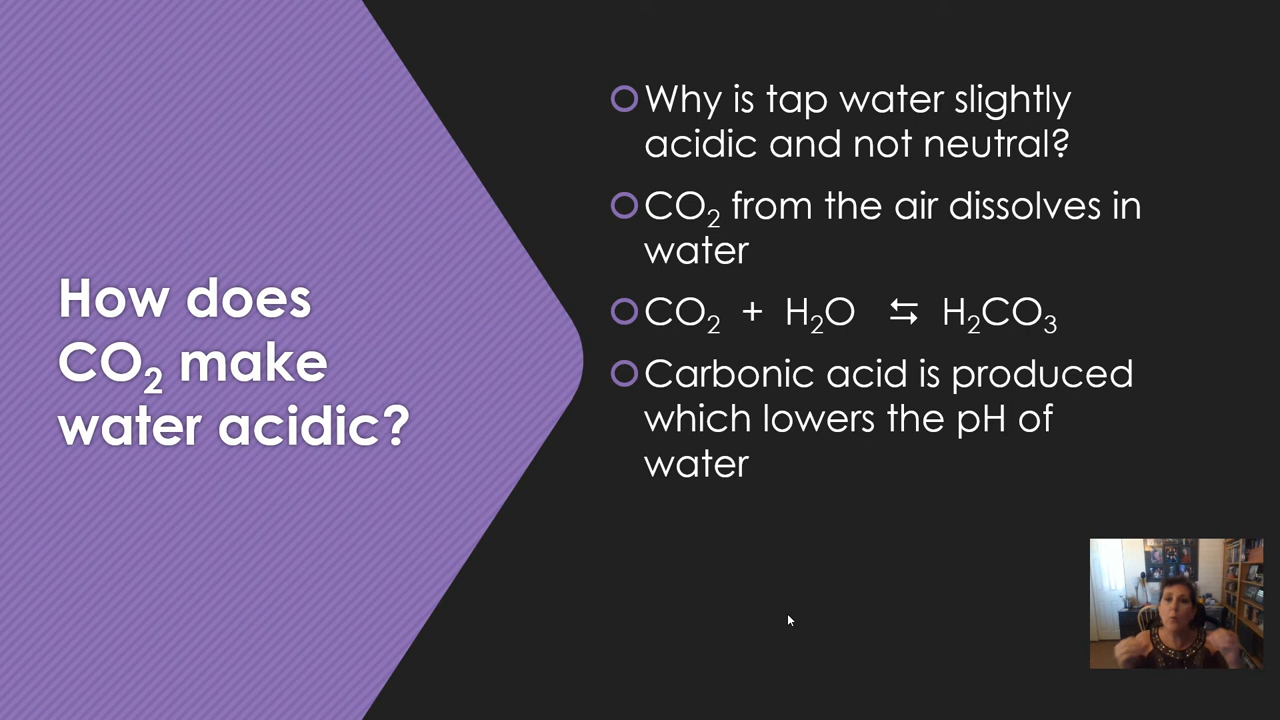 How does
CO₂ make
water acidic?
Why is tap water slightly
acidic and not neutral?
CO₂ from the air dissolves in
water
CO₂ + H₂O ⇆ H₂CO₃
Carbonic acid is produced
which lowers the pH of
water